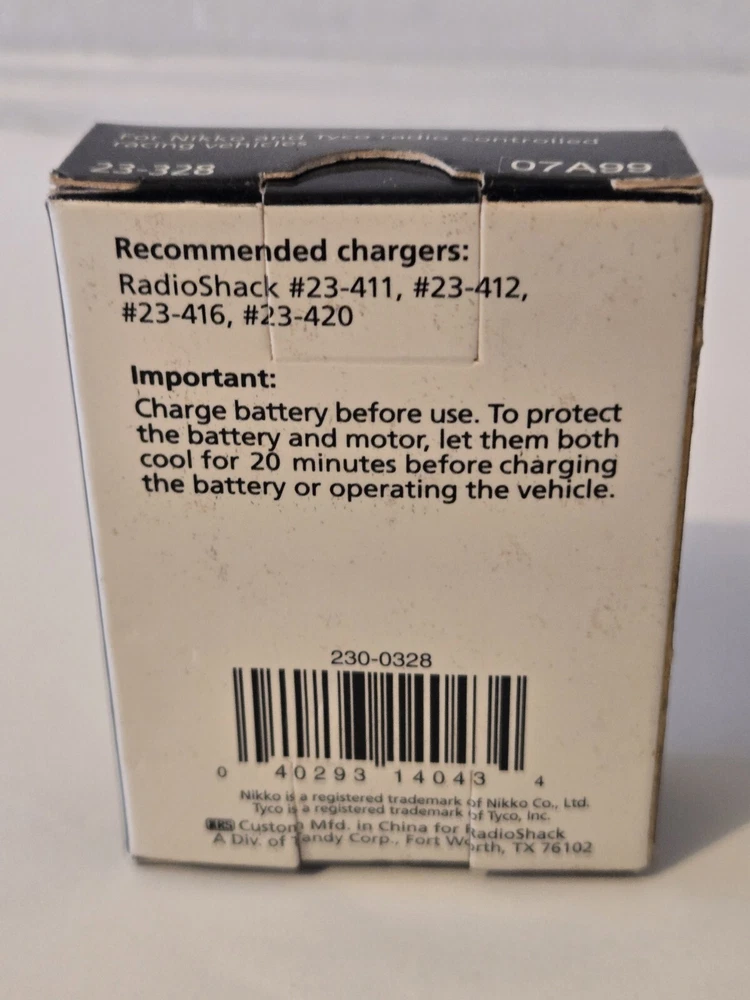 For Nikko and Tyco radio controlled
racing vehicles
23-328 07A99
Recommended chargers:
RadioShack #23-411, #23-412,
#23-416, #23-420
Important:
Charge battery before use. To protect
the battery and motor, let them both
cool for 20 minutes before charging
the battery or operating the vehicle.
230-0328
0 40293 14043 4
Nikko is a registered trademark of Nikko Co., Ltd.
Tyco is a registered trademark of Tyco, Inc.
Custom Mfd. in China for RadioShack
A Div. of Tandy Corp., Fort Worth, TX 76102